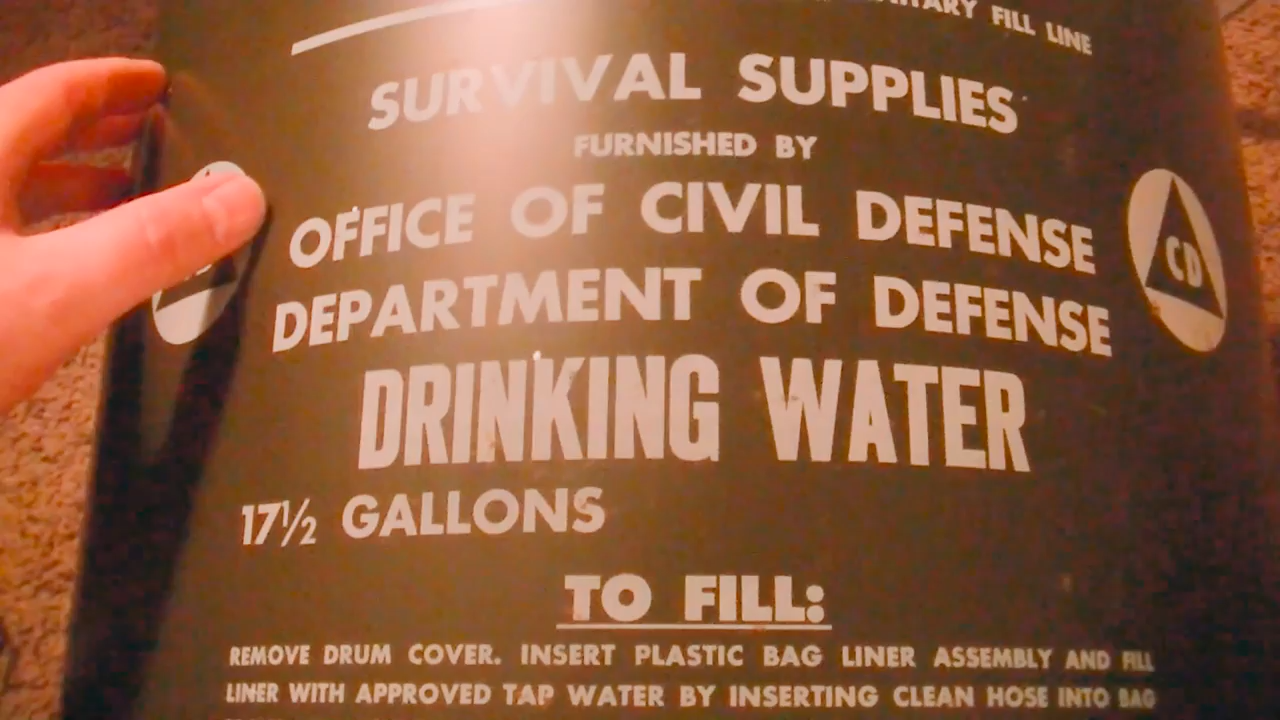 FILL LINE
SURVIVAL SUPPLIES
FURNISHED BY
OFFICE OF CIVIL DEFENSE
DEPARTMENT OF DEFENSE
CD
DRINKING WATER
17½ GALLONS
TO FILL:
REMOVE DRUM COVER. INSERT PLASTIC BAG LINER ASSEMBLY AND FILL
LINER WITH APPROVED TAP WATER BY INSERTING CLEAN HOSE INTO BAG